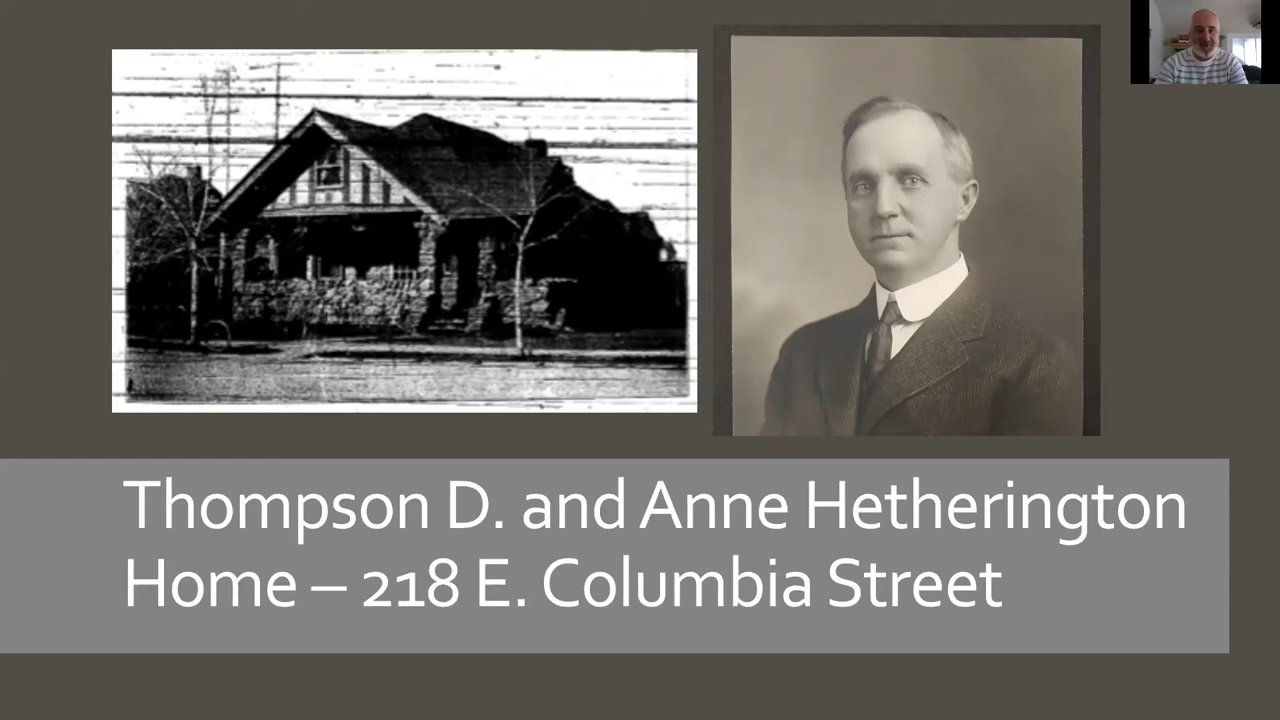 Thompson D. and Anne Hetherington
Home – 218 E. Columbia Street